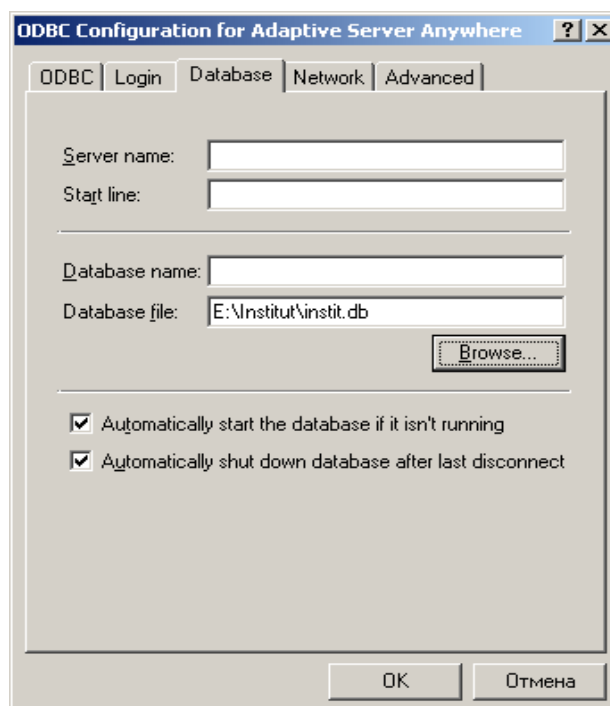 ODBC Configuration for Adaptive Server Anywhere
ODBC Login Database Network Advanced
Server name:
Start line:
Database name:
Database file: E:\Institut\instit.db
Browse...
Automatically start the database if it isn't running
Automatically shut down database after last disconnect
OK Отмена